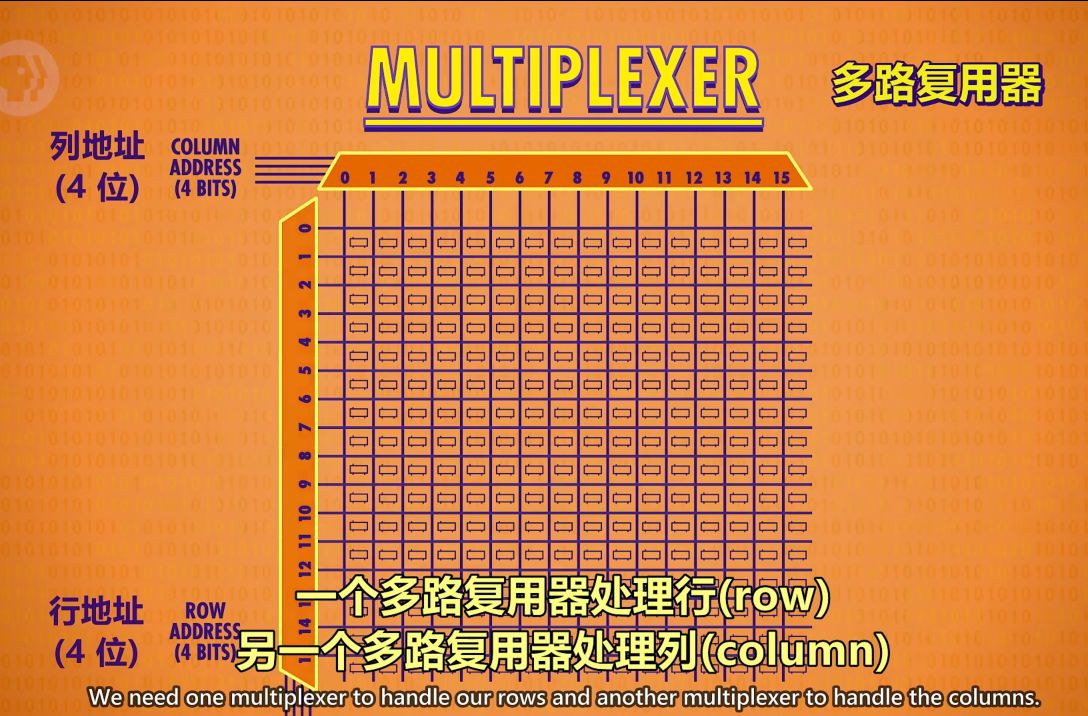 MULTIPLEXER
多路复用器
列地址
(4 位)
COLUMN
ADDRESS
(4 BITS)
0 1 2 3 4 5 6 7 8 9 10 11 12 13 14 15
0
1
2
3
4
5
6
7
8
9
10
11
12
14
行地址
(4 位)
ROW
ADDRESS
(4 BITS)
一个多路复用器处理行(row)
另一个多路复用器处理列(column)
We need one multiplexer to handle our rows and another multiplexer to handle the columns.